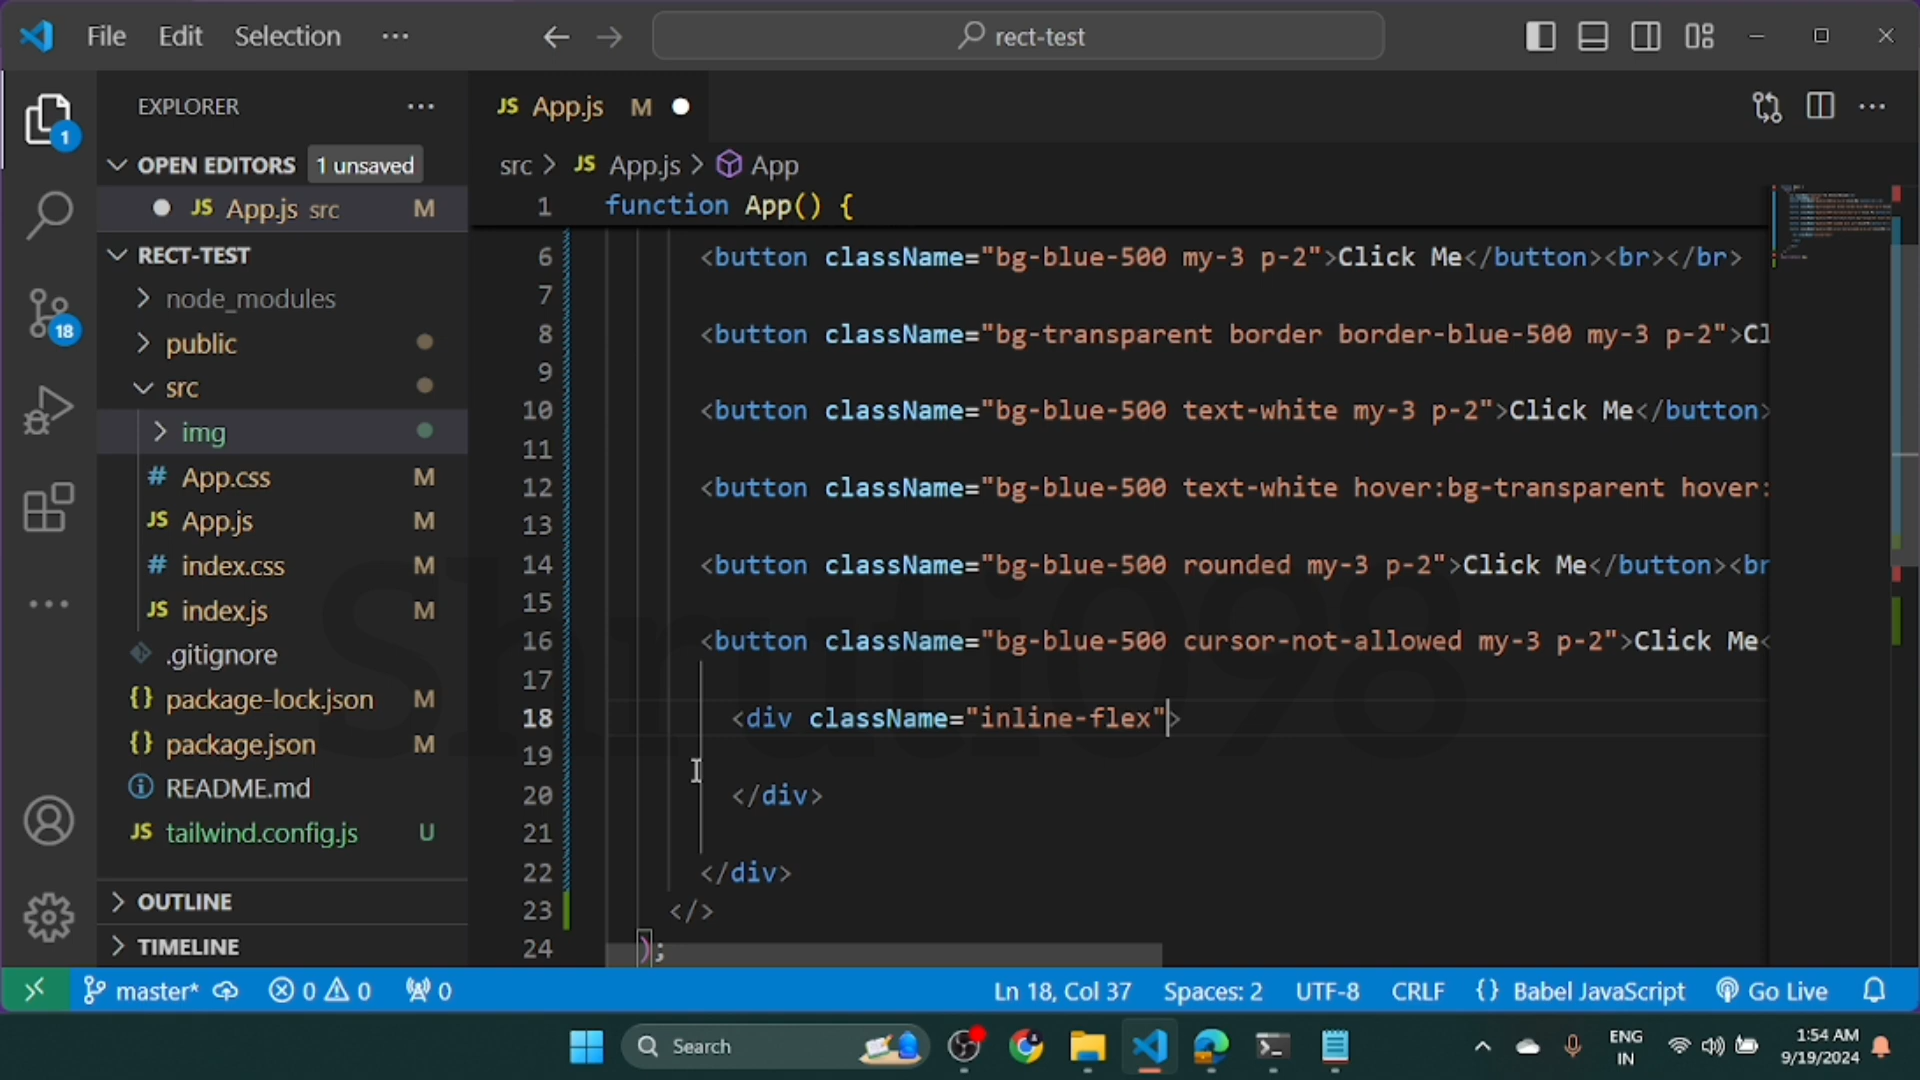 File Edit Selection ···
rect-test
EXPLORER ···
1
OPEN EDITORS 1 unsaved
JS App.js src M
RECT-TEST
node_modules
public
src
img
# App.css M
JS App.js M
# index.css M
JS index.js M
.gitignore
{} package-lock.json M
{} package.json M
README.md
JS tailwind.config.js U
OUTLINE
TIMELINE
18
JS App.js M
src > JS App.js > App
1 function App() {
6 <button className="bg-blue-500 my-3 p-2">Click Me</button><br></br>
7
8 <button className="bg-transparent border border-blue-500 my-3 p-2">Cl
9
10 <button className="bg-blue-500 text-white my-3 p-2">Click Me</button>
11
12 <button className="bg-blue-500 text-white hover:bg-transparent hover:
13
14 <button className="bg-blue-500 rounded my-3 p-2">Click Me</button><br
15
16 <button className="bg-blue-500 cursor-not-allowed my-3 p-2">Click Me<
17
18 <div className="inline-flex">
19
20 </div>
21
22 </div>
23 </>
24 );
Shruti098
master* 0 0 0
Ln 18, Col 37 Spaces: 2 UTF-8 CRLF {} Babel JavaScript Go Live
Search
ENG
IN
1:54 AM
9/19/2024